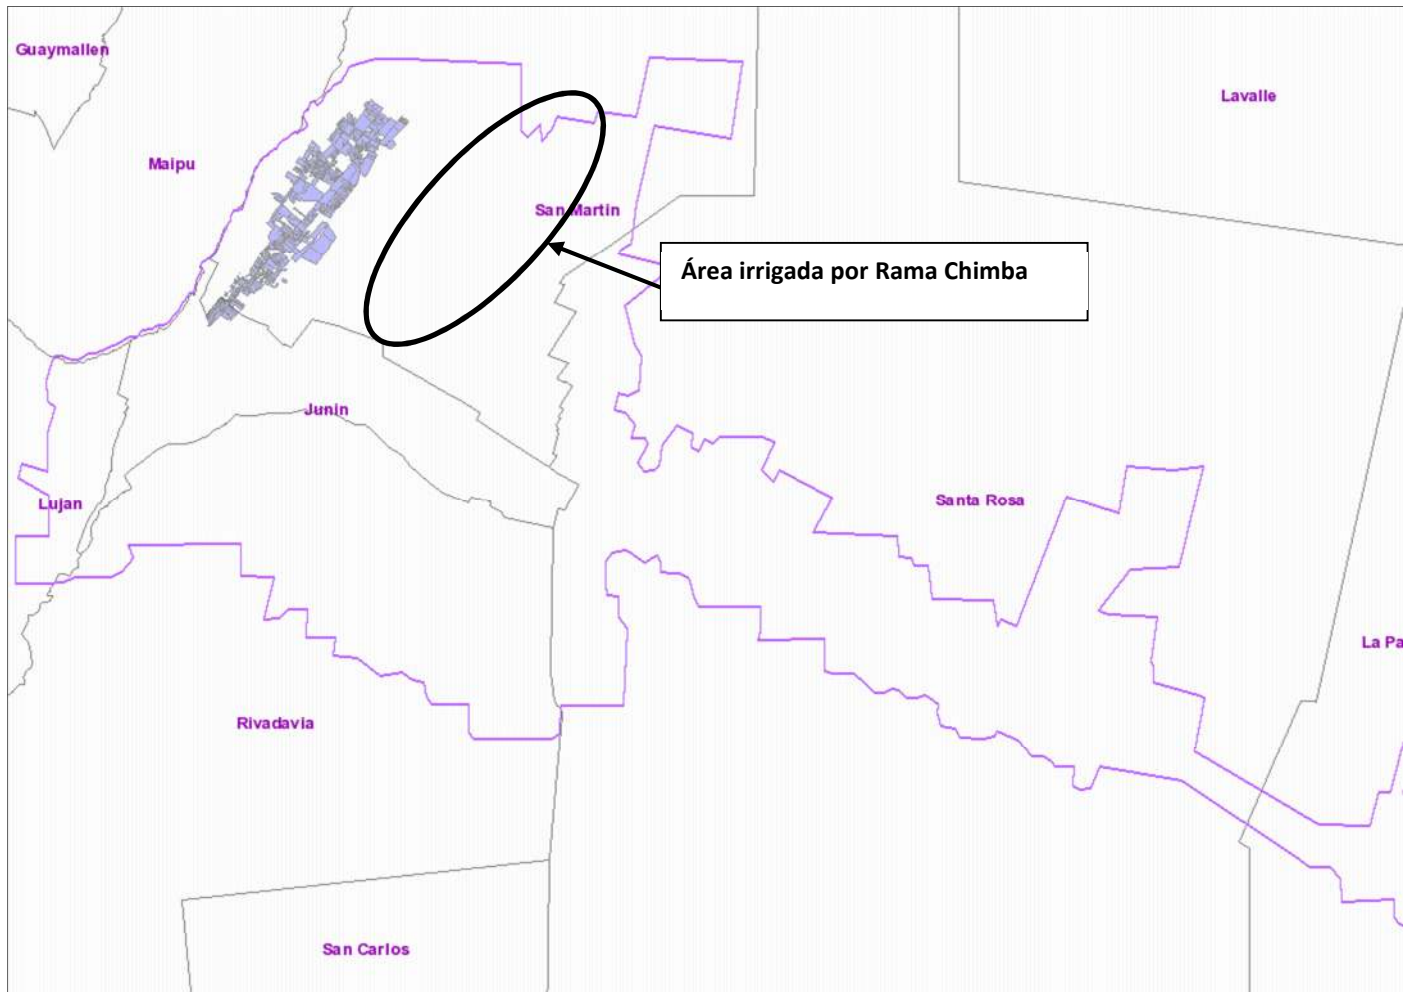 Guaymallen
Lavalle
Maipu
San Martin
Área irrigada por Rama Chimba
Junin
Lujan
Santa Rosa
La Pa
Rivadavia
San Carlos